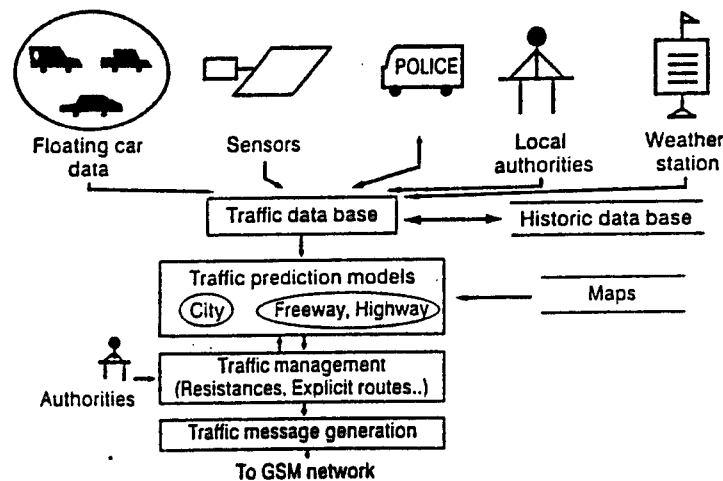 POLICE
Floating car
data
Sensors
Local
authorities
Weather
station
Traffic data base
Historic data base
Traffic prediction models
City
Freeway, Highway
Maps
Authorities
Traffic management
(Resistances, Explicit routes..)
Traffic message generation
To GSM network